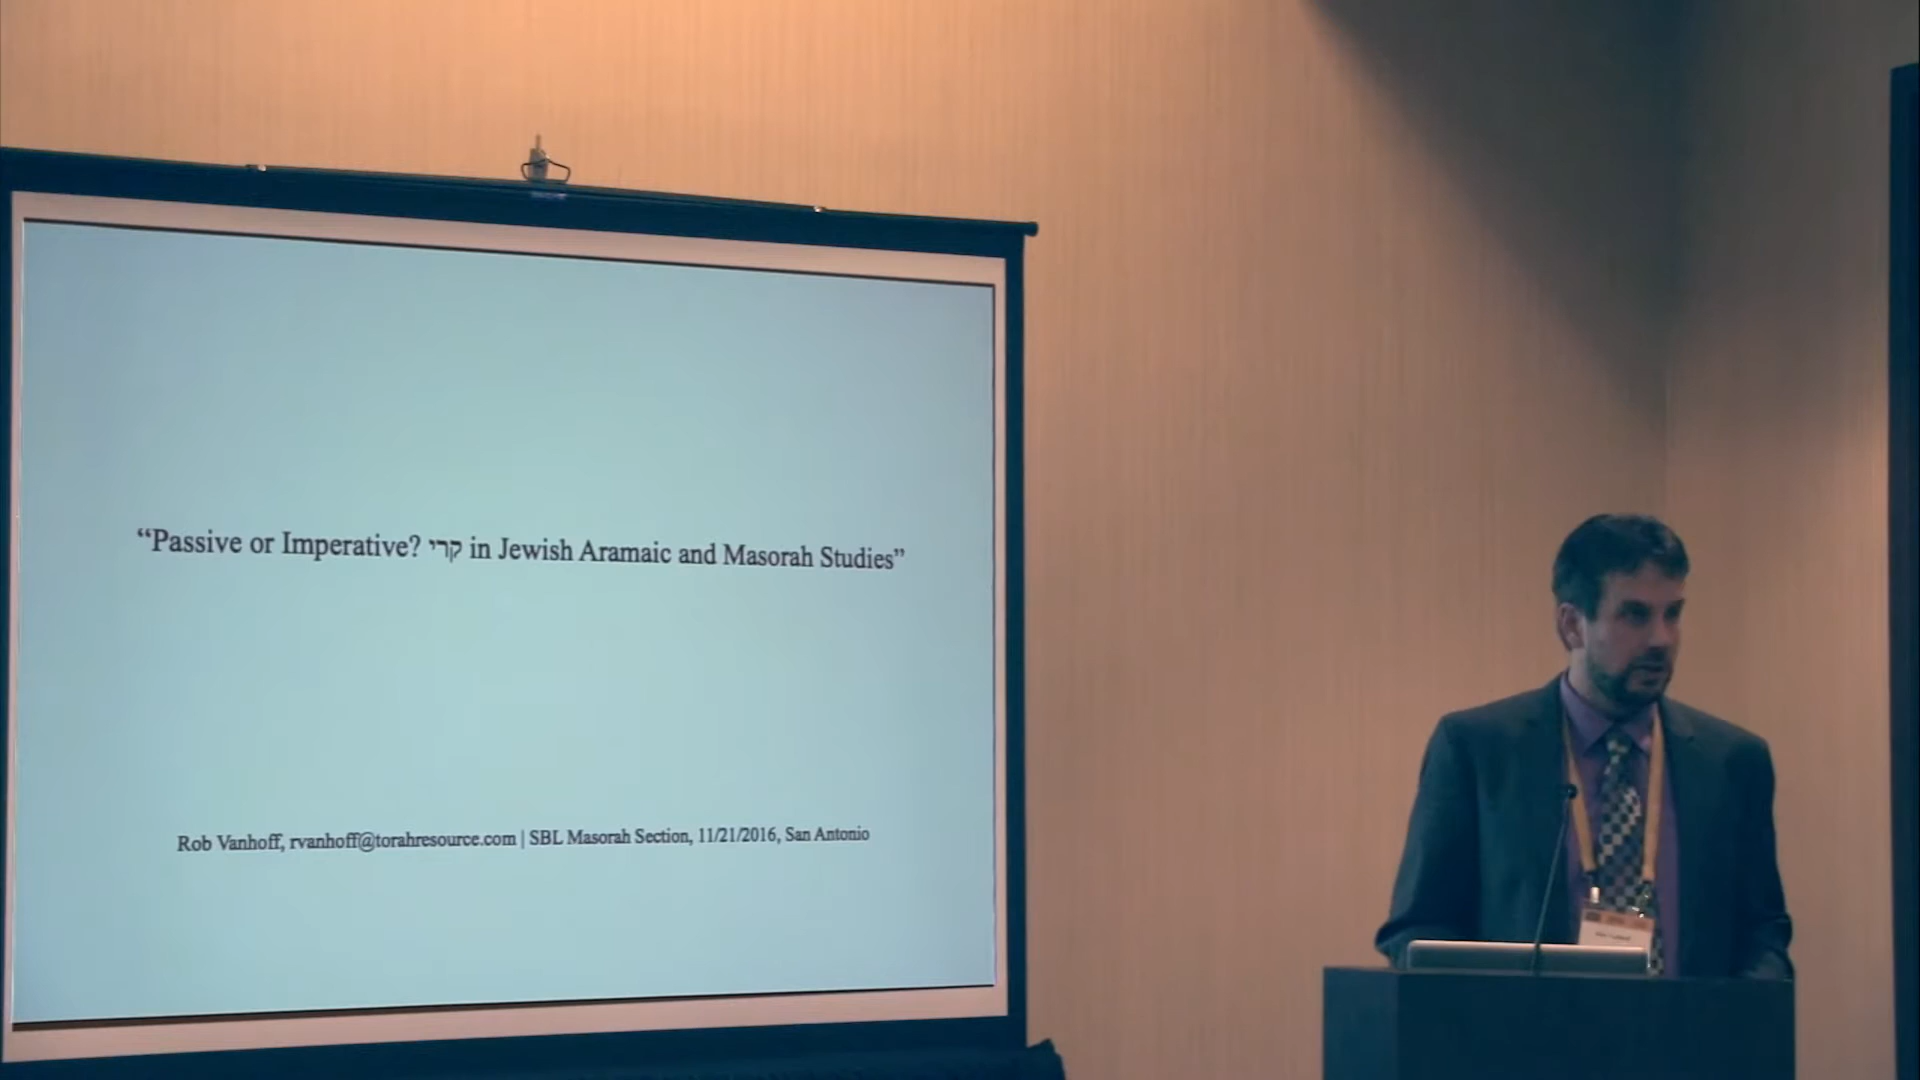 “Passive or Imperative? קרי in Jewish Aramaic and Masorah Studies”
Rob Vanhoff, rvanhoff@torahresource.com | SBL Masorah Section, 11/21/2016, San Antonio